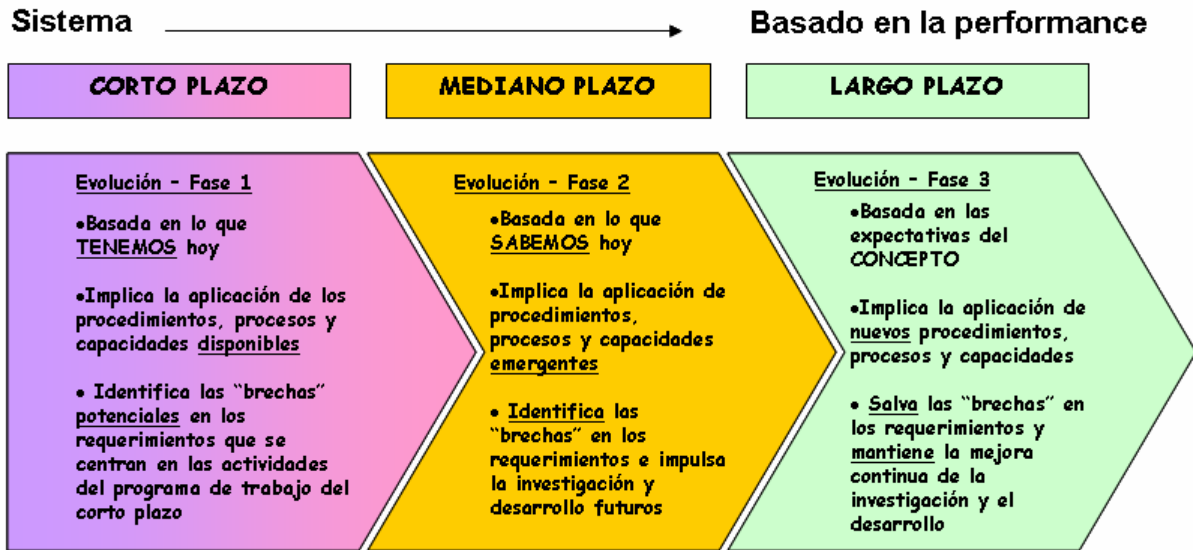 Sistema
Basado en la performance
CORTO PLAZO
MEDIANO PLAZO
LARGO PLAZO
Evolución - Fase 1
•Basada en lo que
TENEMOS hoy
•Implica la aplicación de los
procedimientos, procesos y
capacidades disponibles
• Identifica las “brechas”
potenciales en los
requerimientos que se
centran en las actividades
del programa de trabajo del
corto plazo
Evolución - Fase 2
•Basada en lo que
SABEMOS hoy
•Implica la aplicación de
procedimientos,
procesos y capacidades
emergentes
• Identifica las
“brechas” en los
requerimientos e impulsa
la investigación y
desarrollo futuros
Evolución - Fase 3
•Basada en las
expectativas del
CONCEPTO
•Implica la aplicación de
nuevos procedimientos,
procesos y capacidades
• Salva las “brechas” en
los requerimientos y
mantiene la mejora
continua de la
investigación y el
desarrollo